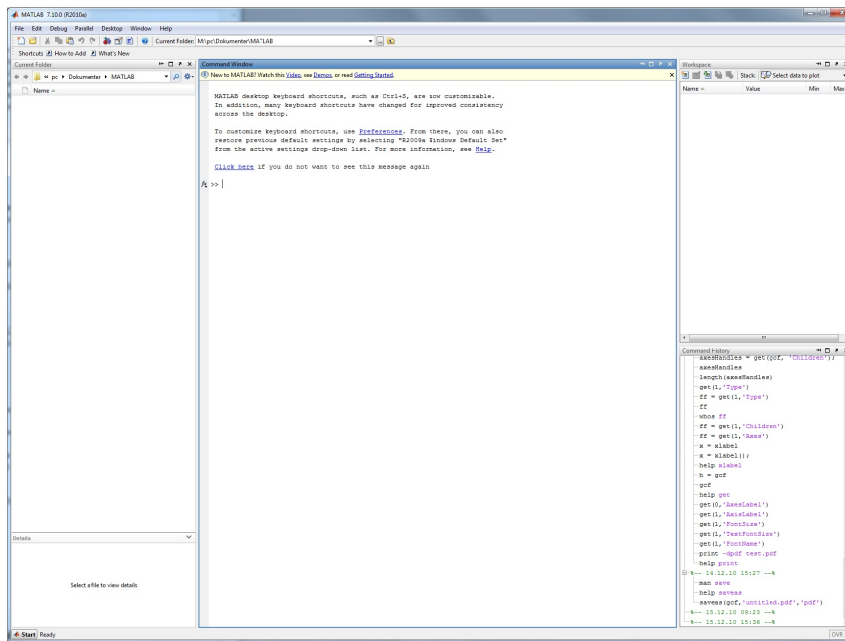 MATLAB 7.10.0 (R2010a)
File Edit Debug Parallel Desktop Window Help
Current Folder: M:\pc\Dokumenter\MATLAB
Shortcuts How to Add What's New
Current Folder
« pc Dokumenter MATLAB
Name
Details
Select a file to view details
Command Window
New to MATLAB? Watch this Video, see Demos, or read Getting Started.
MATLAB desktop keyboard shortcuts, such as Ctrl+S, are now customizable.
In addition, many keyboard shortcuts have changed for improved consistency
across the desktop.
To customize keyboard shortcuts, use Preferences. From there, you can also
restore previous default settings by selecting "R2009a Windows Default Set"
from the active settings drop-down list. For more information, see Help.
Click here if you do not want to see this message again
fx >>
Workspace
Stack: Select data to plot
Name Value Min Max
Command History
axesHandles = get(gcf, 'Children');
axesHandles
length(axesHandles)
get(1,'Type')
ff = get(1,'Type')
ff
whos ff
ff = get(1,'Children')
ff = get(1,'Axes')
x = xlabel
x = xlabel();
help xlabel
h = gcf
gcf
help get
get(0,'AxesLabel')
get(1,'AxisLabel')
get(1,'FontSize')
get(1,'TextFontSize')
get(1,'FontName')
print -dpdf test.pdf
help print
%-- 14.12.10 15:27 --%
man save
help saveas
saveas(gcf,'untitled.pdf','pdf')
%-- 15.12.10 09:23 --%
%-- 15.12.10 15:36 --%
Start Ready
OVR